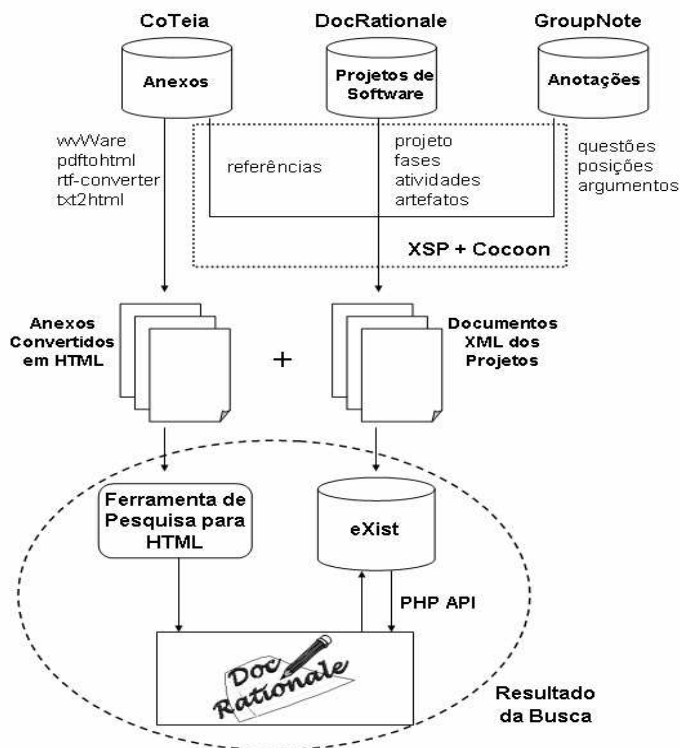 CoTeia
DocRationale
GroupNote
Anexos
Projetos de
Software
Anotações
wvWare
pdftohtml
rtf-converter
txt2html
referências
projeto
fases
atividades
artefatos
questões
posições
argumentos
XSP + Cocoon
Anexos
Convertidos
em HTML
+
Documentos
XML dos
Projetos
Ferramenta de
Pesquisa para
HTML
eXist
PHP API
Doc
Rationale
Resultado
da Busca